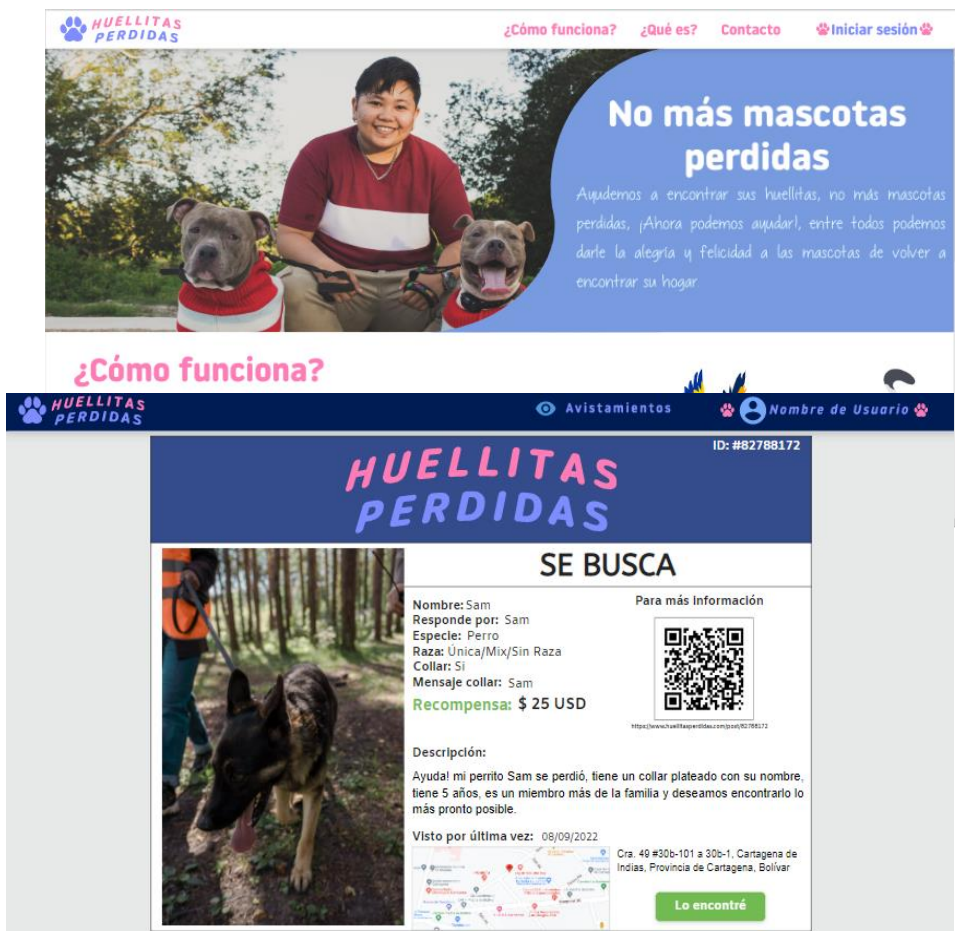 HUELLITAS
PERDIDAS
¿Cómo funciona?
¿Qué es?
Contacto
Iniciar sesión
No más mascotas
perdidas
Ayudemos a encontrar sus huellitas, no más mascotas
perdidas, ¡Ahora podemos ayudar!, entre todos podemos
darle la alegría y felicidad a las mascotas de volver a
encontrar su hogar
¿Cómo funciona?
HUELLITAS
PERDIDAS
Avistamientos
Nombre de Usuario
ID: #82788172
HUELLITAS
PERDIDAS
SE BUSCA
Nombre: Sam
Responde por: Sam
Especie: Perro
Raza: Única/Mix/Sin Raza
Collar: Si
Mensaje collar: Sam
Recompensa: $ 25 USD
Para más información
https://www.huellitasperdidas.com/post/82788172
Descripción:
Ayuda! mi perrito Sam se perdió, tiene un collar plateado con su nombre,
tiene 5 años, es un miembro más de la familia y deseamos encontrarlo lo
más pronto posible.
Visto por última vez: 08/09/2022
Cra. 49 #30b-101 a 30b-1, Cartagena de
Indias, Provincia de Cartagena, Bolívar
Lo encontré